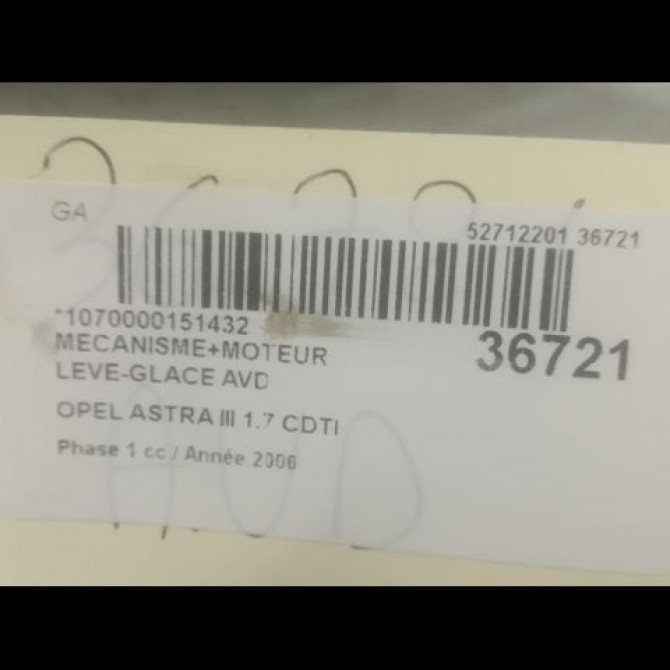 GA
52712201 36721
*1070000151432
36721
MECANISME+MOTEUR
LEVE-GLACE AVD
OPEL ASTRA III 1.7 CDTI
Phase 1 cc / Année 2006
AVD